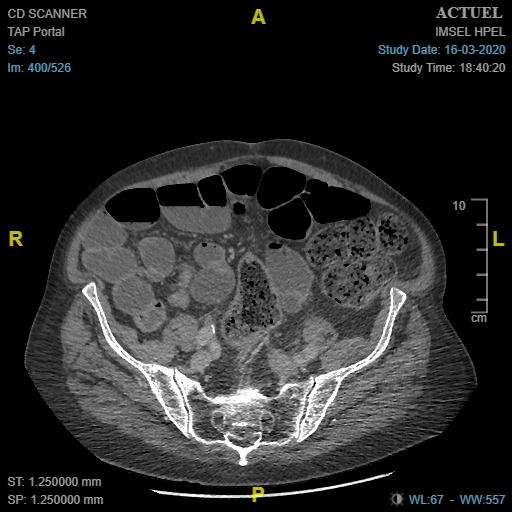 CD SCANNER
TAP Portal
Se: 4
Im: 400/526
A
ACTUEL
IMSEL HPEL
Study Date: 16-03-2020
Study Time: 18:40:20
R
L
10
cm
ST: 1.250000 mm
SP: 1.250000 mm
P
WL:67 - WW:557